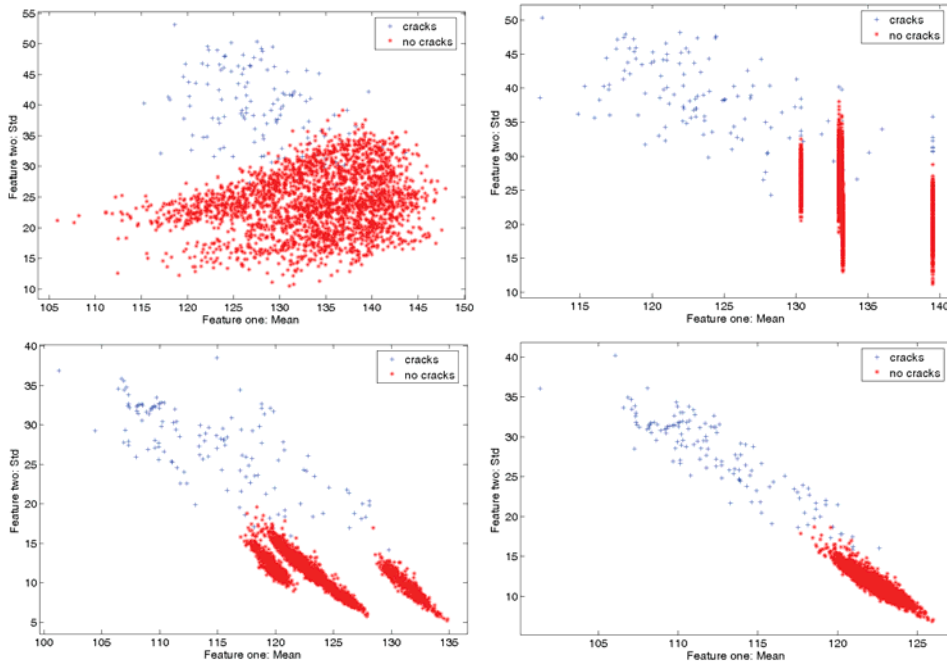 55
50
45
40
35
30
25
20
15
10
Feature two: Std
105 110 115 120 125 130 135 140 145 150
Feature one: Mean
+ cracks
* no cracks
50
45
40
35
30
25
20
15
10
Feature two: Std
115 120 125 130 135 140
Feature one: Mean
+ cracks
* no cracks
40
35
30
25
20
15
10
5
Feature two: Std
100 105 110 115 120 125 130 135
Feature one: Mean
+ cracks
* no cracks
40
35
30
25
20
15
10
Feature two: Std
105 110 115 120 125
Feature one: Mean
+ cracks
* no cracks